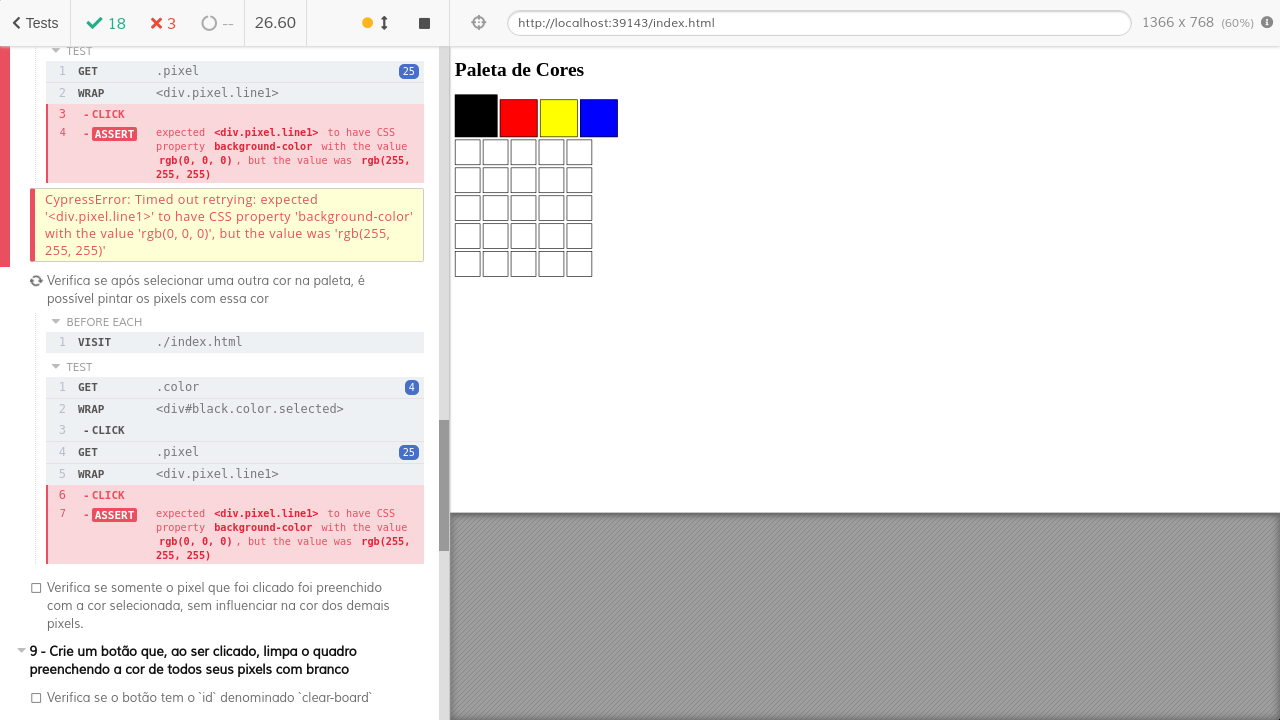 Tests
18
3
--
26.60
http://localhost:39143/index.html
1366 x 768 (60%)
TEST
1 GET .pixel 25
2 WRAP <div.pixel.line1>
3 - CLICK
4 - ASSERT expected <div.pixel.line1> to have CSS
property background-color with the value
rgb(0, 0, 0), but the value was rgb(255,
255, 255)
CypressError: Timed out retrying: expected
'<div.pixel.line1>' to have CSS property 'background-color'
with the value 'rgb(0, 0, 0)', but the value was 'rgb(255,
255, 255)'
Verifica se após selecionar uma outra cor na paleta, é
possível pintar os pixels com essa cor
BEFORE EACH
1 VISIT ./index.html
TEST
1 GET .color 4
2 WRAP <div#black.color.selected>
3 - CLICK
4 GET .pixel 25
5 WRAP <div.pixel.line1>
6 - CLICK
7 - ASSERT expected <div.pixel.line1> to have CSS
property background-color with the value
rgb(0, 0, 0), but the value was rgb(255,
255, 255)
Verifica se somente o pixel que foi clicado foi preenchido
com a cor selecionada, sem influenciar na cor dos demais
pixels.
9 - Crie um botão que, ao ser clicado, limpa o quadro
preenchendo a cor de todos seus pixels com branco
Verifica se o botão tem o `id` denominado `clear-board`
Paleta de Cores